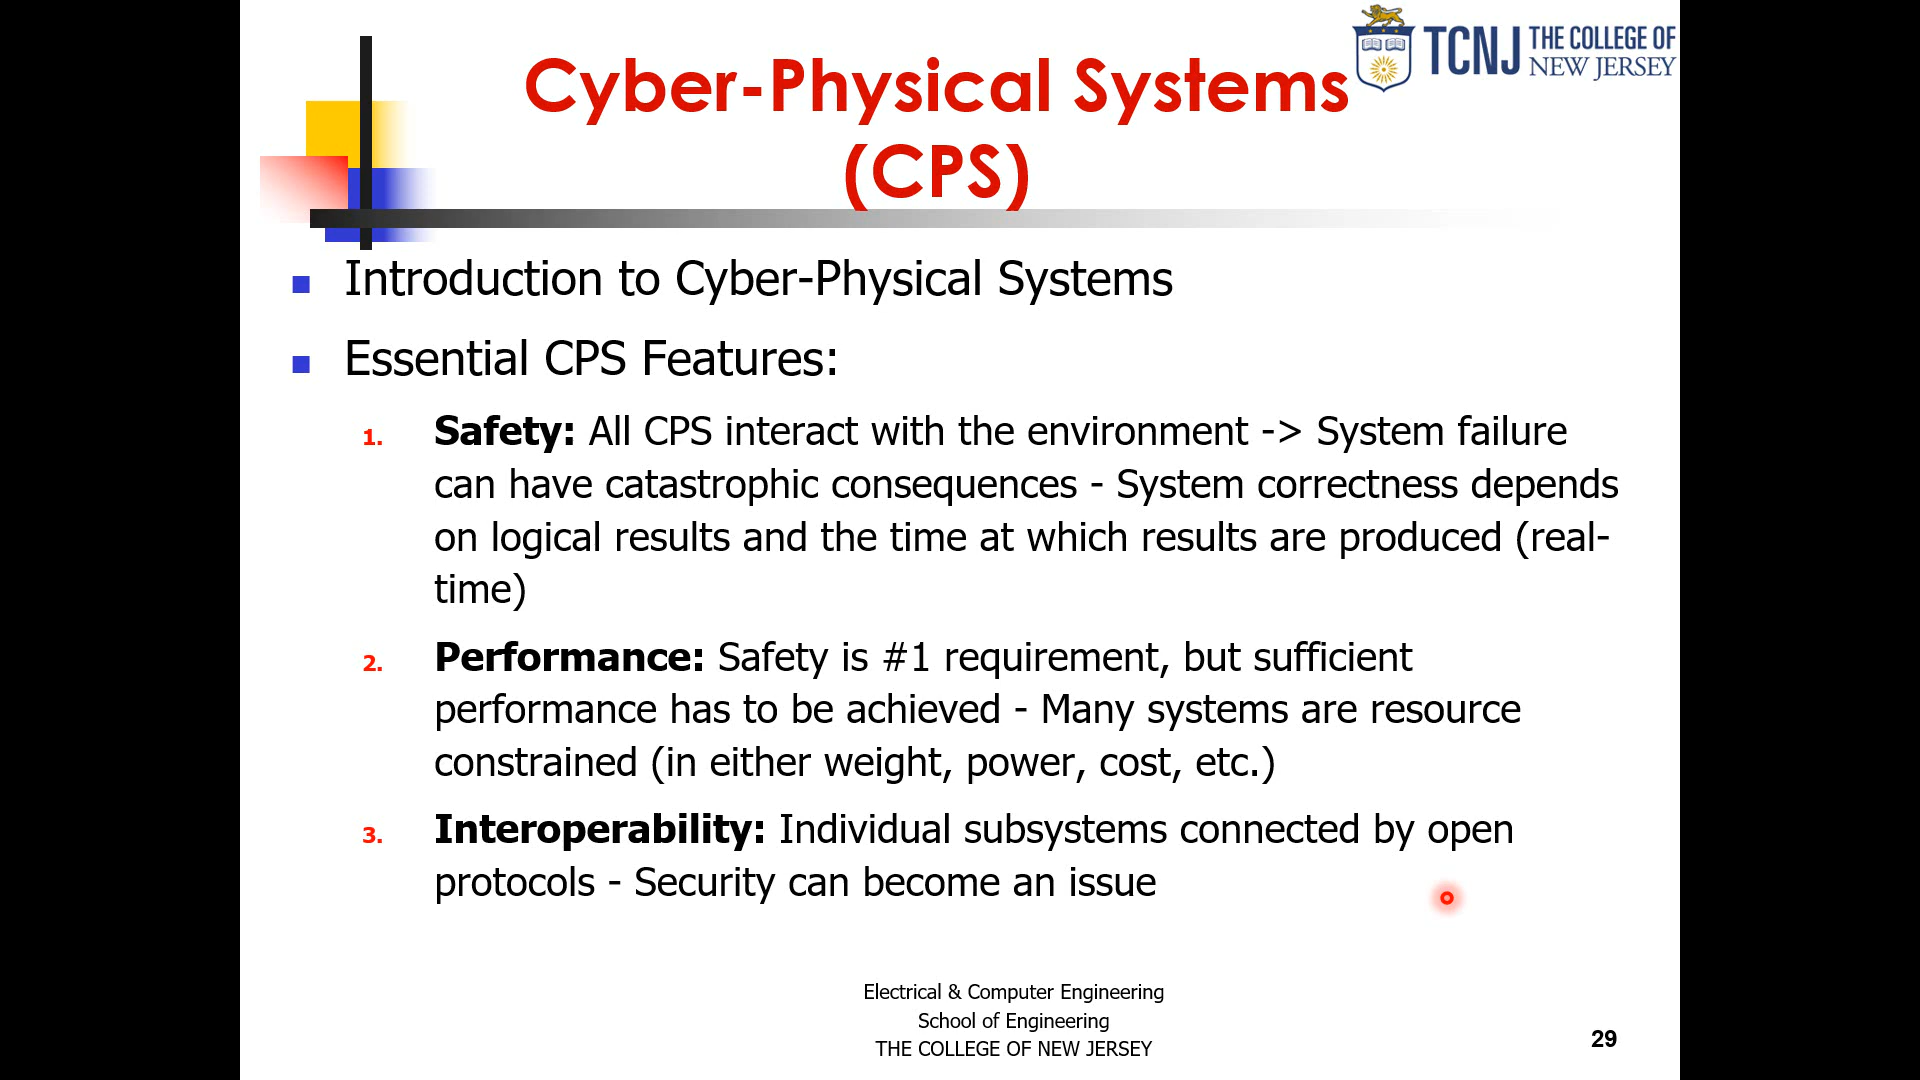 TCNJ THE COLLEGE OF
NEW JERSEY
Cyber-Physical Systems
(CPS)
Introduction to Cyber-Physical Systems
Essential CPS Features:
1. Safety: All CPS interact with the environment -> System failure
can have catastrophic consequences - System correctness depends
on logical results and the time at which results are produced (real-
time)
2. Performance: Safety is #1 requirement, but sufficient
performance has to be achieved - Many systems are resource
constrained (in either weight, power, cost, etc.)
3. Interoperability: Individual subsystems connected by open
protocols - Security can become an issue
Electrical & Computer Engineering
School of Engineering
THE COLLEGE OF NEW JERSEY
29